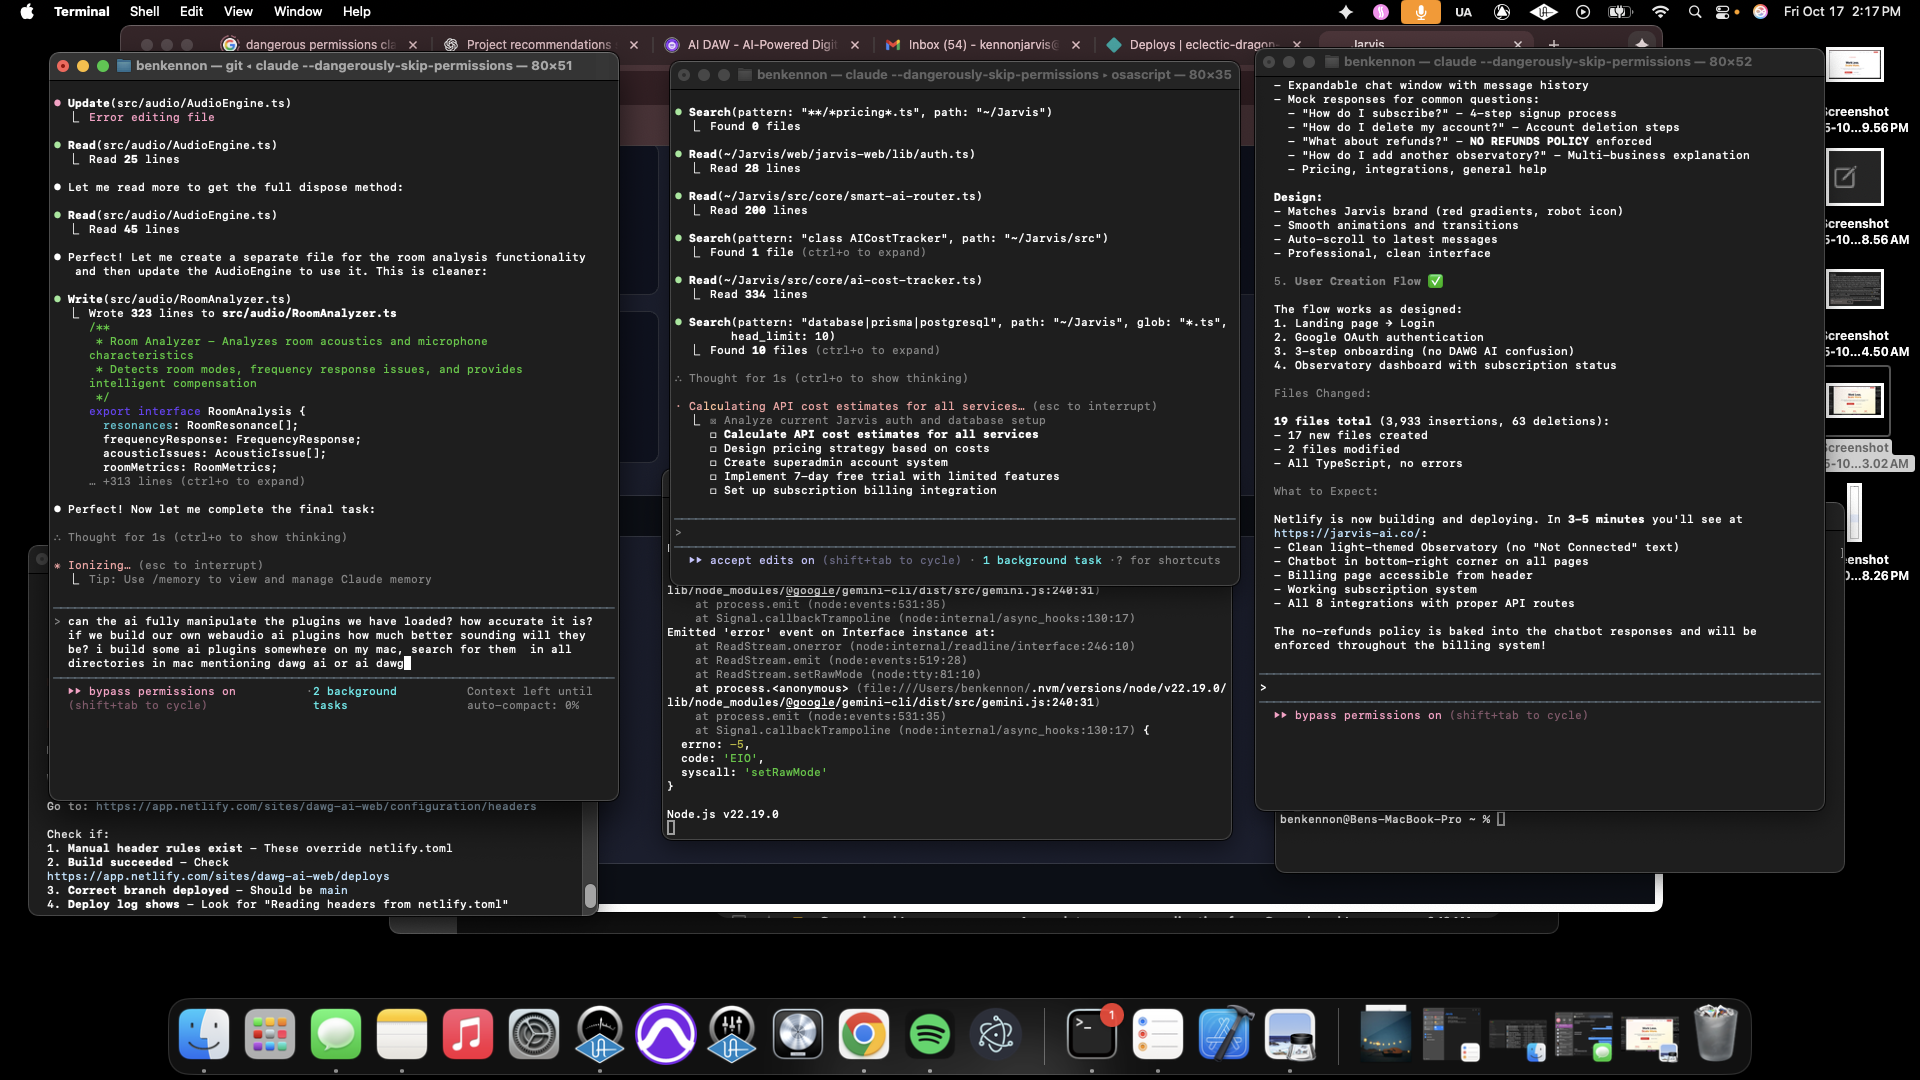 Terminal Shell Edit View Window Help
UA
Fri Oct 17 2:17 PM
dangerous permissions cla
Project recommendations
AI DAW - AI-Powered Digit
Inbox (54) - kennonjarvis@
Deploys | eclectic-dragon-
Jarvis
benkennon — git ◂ claude --dangerously-skip-permissions — 80×51
● Update(src/audio/AudioEngine.ts)
⎿ Error editing file
● Read(src/audio/AudioEngine.ts)
⎿ Read 25 lines
● Let me read more to get the full dispose method:
● Read(src/audio/AudioEngine.ts)
⎿ Read 45 lines
● Perfect! Let me create a separate file for the room analysis functionality
and then update the AudioEngine to use it. This is cleaner:
● Write(src/audio/RoomAnalyzer.ts)
⎿ Wrote 323 lines to src/audio/RoomAnalyzer.ts
/**
* Room Analyzer – Analyzes room acoustics and microphone
characteristics
* Detects room modes, frequency response issues, and provides
intelligent compensation
*/
export interface RoomAnalysis {
resonances: RoomResonance[];
frequencyResponse: FrequencyResponse;
acousticIssues: AcousticIssue[];
roomMetrics: RoomMetrics;
… +313 lines (ctrl+o to expand)
● Perfect! Now let me complete the final task:
∴ Thought for 1s (ctrl+o to show thinking)
* Ionizing… (esc to interrupt)
⎿ Tip: Use /memory to view and manage Claude memory
> can the ai fully manipulate the plugins we have loaded? how accurate it is?
if we build our own webaudio ai plugins how much better sounding will they
be? i build some ai plugins somewhere on my mac, search for them  in all
directories in mac mentioning dawg ai or ai dawg
⏵⏵ bypass permissions on · 2 background Context left until
(shift+tab to cycle) tasks auto-compact: 0%
Go to: https://app.netlify.com/sites/dawg-ai-web/configuration/headers
Check if:
1. Manual header rules exist – These override netlify.toml
2. Build succeeded – Check
https://app.netlify.com/sites/dawg-ai-web/deploys
3. Correct branch deployed – Should be main
4. Deploy log shows – Look for "Reading headers from netlify.toml"
benkennon — claude --dangerously-skip-permissions ▸ osascript — 80×35
● Search(pattern: "**/*pricing*.ts", path: "~/Jarvis")
⎿ Found 0 files
● Read(~/Jarvis/web/jarvis-web/lib/auth.ts)
⎿ Read 28 lines
● Read(~/Jarvis/src/core/smart-ai-router.ts)
⎿ Read 200 lines
● Search(pattern: "class AICostTracker", path: "~/Jarvis/src")
⎿ Found 1 file (ctrl+o to expand)
● Read(~/Jarvis/src/core/ai-cost-tracker.ts)
⎿ Read 334 lines
● Search(pattern: "database|prisma|postgresql", path: "~/Jarvis", glob: "*.ts",
head_limit: 10)
⎿ Found 10 files (ctrl+o to expand)
∴ Thought for 1s (ctrl+o to show thinking)
· Calculating API cost estimates for all services… (esc to interrupt)
⎿ ☒ Analyze current Jarvis auth and database setup
☐ Calculate API cost estimates for all services
☐ Design pricing strategy based on costs
☐ Create superadmin account system
☐ Implement 7-day free trial with limited features
☐ Set up subscription billing integration
>
⏵⏵ accept edits on (shift+tab to cycle) · 1 background task · ? for shortcuts
lib/node_modules/@google/gemini-cli/dist/src/gemini.js:240:31)
at process.emit (node:events:531:35)
at Signal.callbackTrampoline (node:internal/async_hooks:130:17)
Emitted 'error' event on Interface instance at:
at ReadStream.onerror (node:internal/readline/interface:246:10)
at ReadStream.emit (node:events:519:28)
at ReadStream.setRawMode (node:tty:81:10)
at process.<anonymous> (file:///Users/benkennon/.nvm/versions/node/v22.19.0/
lib/node_modules/@google/gemini-cli/dist/src/gemini.js:240:31)
at process.emit (node:events:531:35)
at Signal.callbackTrampoline (node:internal/async_hooks:130:17) {
errno: -5,
code: 'EIO',
syscall: 'setRawMode'
}
Node.js v22.19.0
benkennon — claude --dangerously-skip-permissions — 80×52
– Expandable chat window with message history
– Mock responses for common questions:
– "How do I subscribe?" – 4-step signup process
– "How do I delete my account?" – Account deletion steps
– "What about refunds?" – NO REFUNDS POLICY enforced
– "How do I add another observatory?" – Multi-business explanation
– Pricing, integrations, general help
Design:
– Matches Jarvis brand (red gradients, robot icon)
– Smooth animations and transitions
– Auto-scroll to latest messages
– Professional, clean interface
5. User Creation Flow ✅
The flow works as designed:
1. Landing page → Login
2. Google OAuth authentication
3. 3-step onboarding (no DAWG AI confusion)
4. Observatory dashboard with subscription status
Files Changed:
19 files total (3,933 insertions, 63 deletions):
– 17 new files created
– 2 files modified
– All TypeScript, no errors
What to Expect:
Netlify is now building and deploying. In 3-5 minutes you'll see at
https://jarvis-ai.co/:
– Clean light-themed Observatory (no "Not Connected" text)
– Chatbot in bottom-right corner on all pages
– Billing page accessible from header
– Working subscription system
– All 8 integrations with proper API routes
The no-refunds policy is baked into the chatbot responses and will be
enforced throughout the billing system!
>
⏵⏵ bypass permissions on (shift+tab to cycle)
benkennon@Bens-MacBook-Pro ~ %
Screenshot
5-10...9.56 PM
Screenshot
5-10...8.56 AM
Screenshot
5-10...4.50 AM
Screenshot
5-10...3.02 AM
eenshot
0...8.26 PM
1